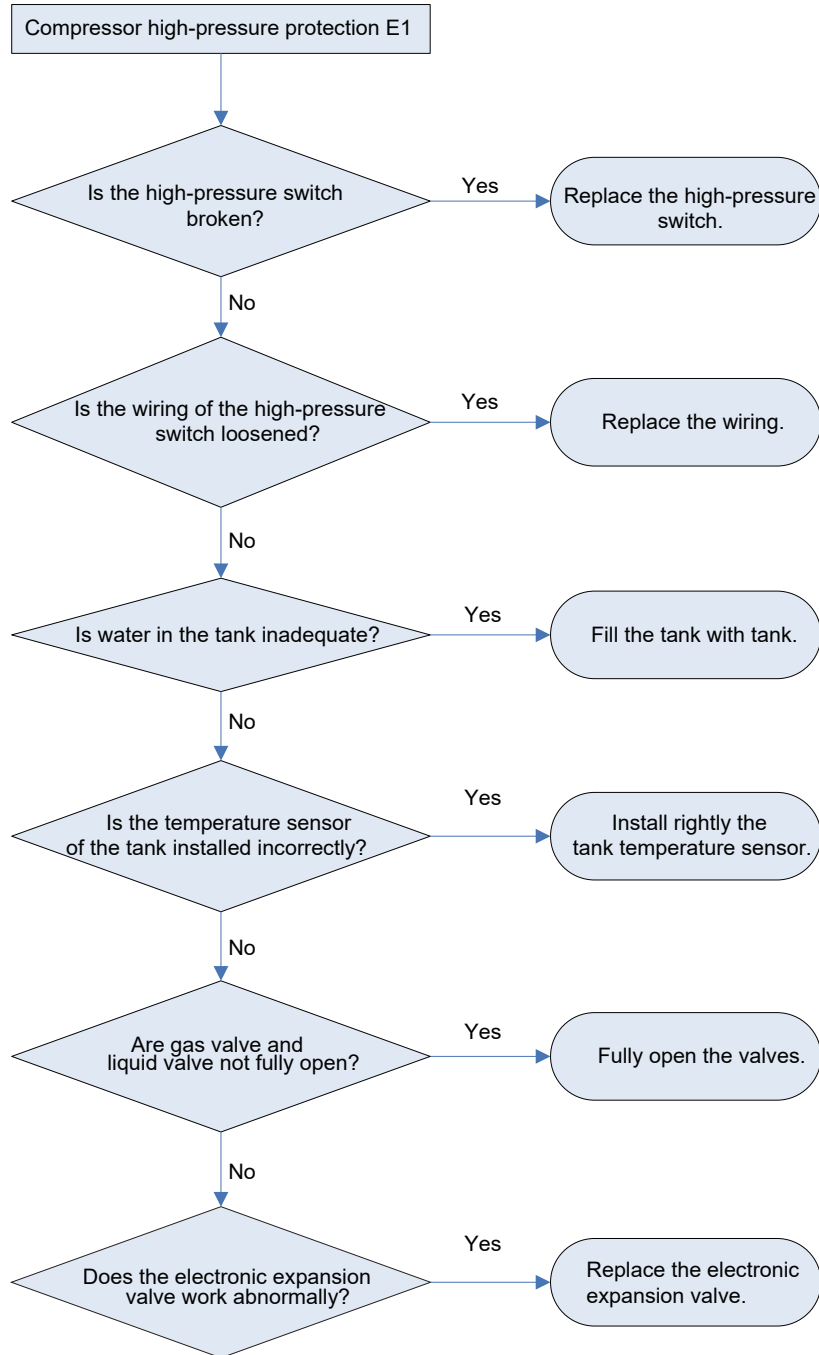 Compressor high-pressure protection E1
Is the high-pressure switch
broken?
Yes
Replace the high-pressure
switch.
No
Is the wiring of the high-pressure
switch loosened?
Yes
Replace the wiring.
No
Is water in the tank inadequate?
Yes
Fill the tank with tank.
No
Is the temperature sensor
of the tank installed incorrectly?
Yes
Install rightly the
tank temperature sensor.
No
Are gas valve and
liquid valve not fully open?
Yes
Fully open the valves.
No
Does the electronic expansion
valve work abnormally?
Yes
Replace the electronic
expansion valve.